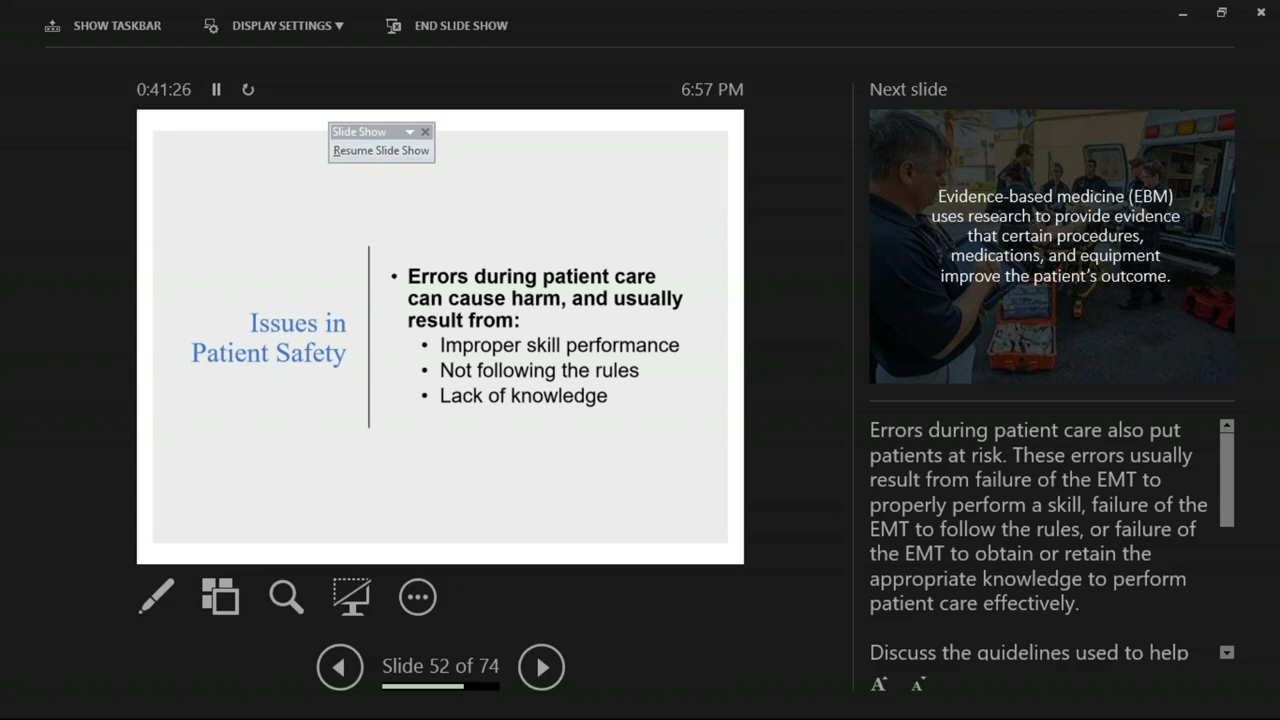 SHOW TASKBAR
DISPLAY SETTINGS ▼
END SLIDE SHOW
0:41:26
6:57 PM
Slide Show
Resume Slide Show
Issues in
Patient Safety
• Errors during patient care
can cause harm, and usually
result from:
• Improper skill performance
• Not following the rules
• Lack of knowledge
Slide 52 of 74
Next slide
Evidence-based medicine (EBM)
uses research to provide evidence
that certain procedures,
medications, and equipment
improve the patient’s outcome.
Errors during patient care also put
patients at risk. These errors usually
result from failure of the EMT to
properly perform a skill, failure of the
EMT to follow the rules, or failure of
the EMT to obtain or retain the
appropriate knowledge to perform
patient care effectively.
Discuss the guidelines used to help
A A